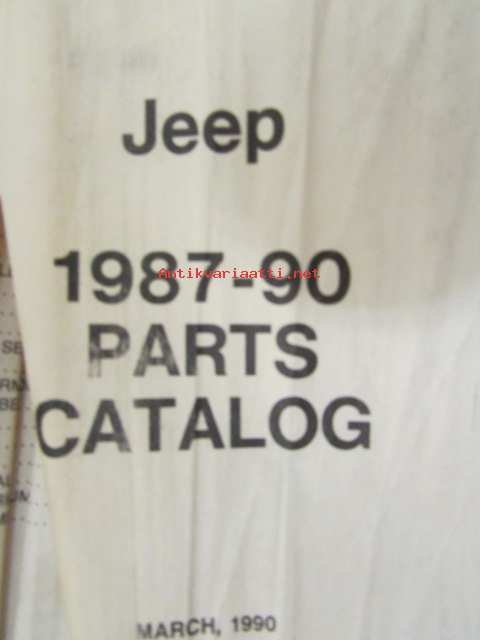 Jeep
1987-90
Antikvariaatti.net
PARTS
CATALOG
MARCH, 1990